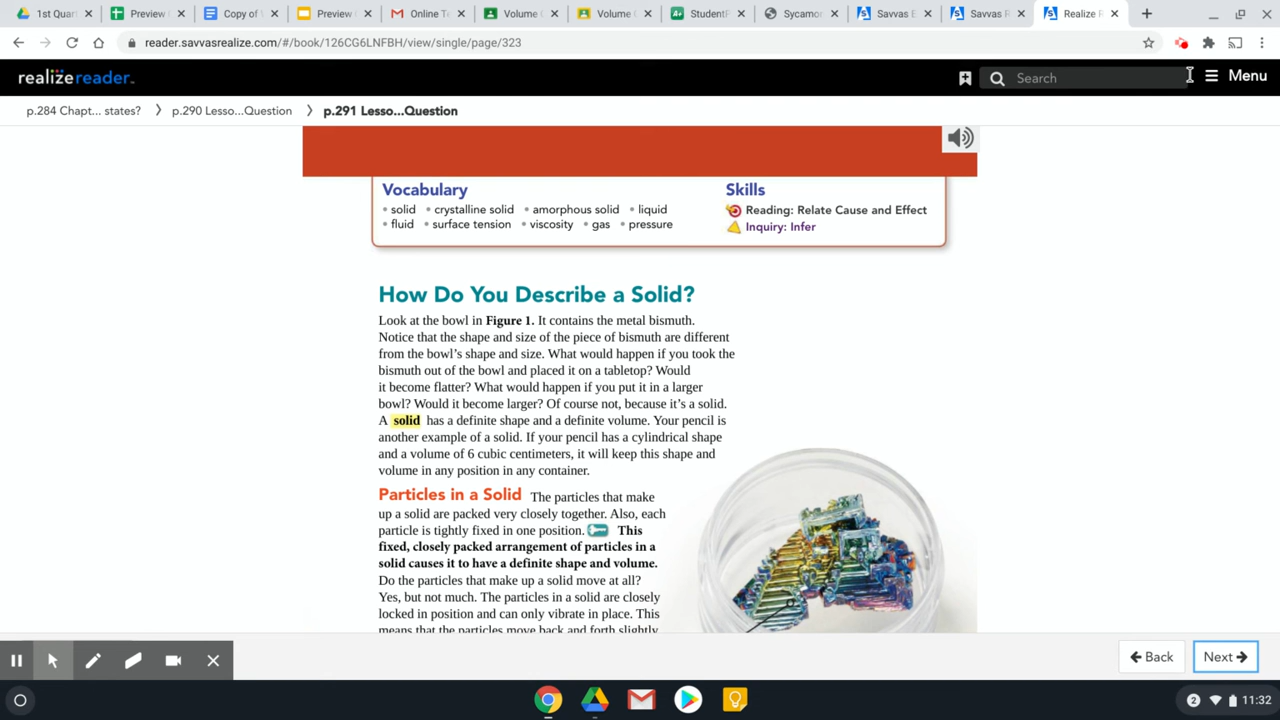 1st Quar
Preview
Copy of V
Preview
Online Te
Volume
Volume
StudentF
Sycamo
Savvas E
Savvas R
Realize R
reader.savvasrealize.com/#/book/126CG6LNFBH/view/single/page/323
realizereader
Search
Menu
p.284 Chapt... states?
p.290 Lesso...Question
p.291 Lesso...Question
Vocabulary
• solid • crystalline solid • amorphous solid • liquid
• fluid • surface tension • viscosity • gas • pressure
Skills
Reading: Relate Cause and Effect
Inquiry: Infer
How Do You Describe a Solid?
Look at the bowl in Figure 1. It contains the metal bismuth.
Notice that the shape and size of the piece of bismuth are different
from the bowl's shape and size. What would happen if you took the
bismuth out of the bowl and placed it on a tabletop? Would
it become flatter? What would happen if you put it in a larger
bowl? Would it become larger? Of course not, because it's a solid.
A solid has a definite shape and a definite volume. Your pencil is
another example of a solid. If your pencil has a cylindrical shape
and a volume of 6 cubic centimeters, it will keep this shape and
volume in any position in any container.
Particles in a Solid The particles that make
up a solid are packed very closely together. Also, each
particle is tightly fixed in one position. This
fixed, closely packed arrangement of particles in a
solid causes it to have a definite shape and volume.
Do the particles that make up a solid move at all?
Yes, but not much. The particles in a solid are closely
locked in position and can only vibrate in place. This
means that the particles move back and forth slightly,
Back
Next
2
11:32